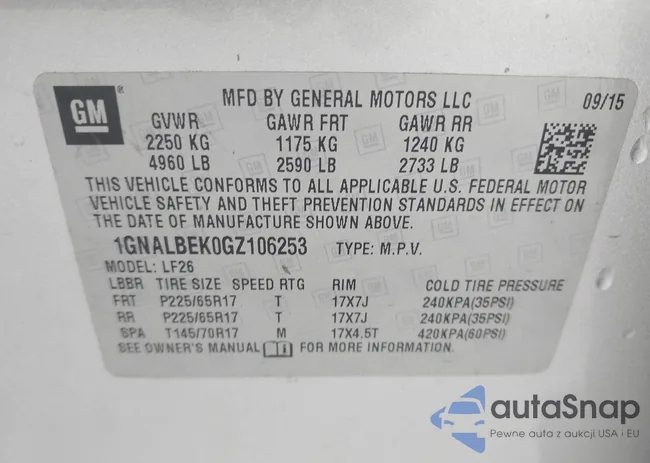 GM
MFD BY GENERAL MOTORS LLC 09/15
GVWR GAWR FRT GAWR RR
2250 KG 1175 KG 1240 KG
4960 LB 2590 LB 2733 LB
THIS VEHICLE CONFORMS TO ALL APPLICABLE U.S. FEDERAL MOTOR
VEHICLE SAFETY AND THEFT PREVENTION STANDARDS IN EFFECT ON
THE DATE OF MANUFACTURE SHOWN ABOVE.
1GNALBEK0GZ106253 TYPE: M.P.V.
MODEL: LF26
LBBR TIRE SIZE SPEED RTG RIM COLD TIRE PRESSURE
FRT P225/65R17 T 17X7J 240KPA(35PSI)
RR P225/65R17 T 17X7J 240KPA(35PSI)
SPA T145/70R17 M 17X4.5T 420KPA(60PSI)
SEE OWNER'S MANUAL FOR MORE INFORMATION.
autaSnap
Pewne auta z aukcji USA i EU